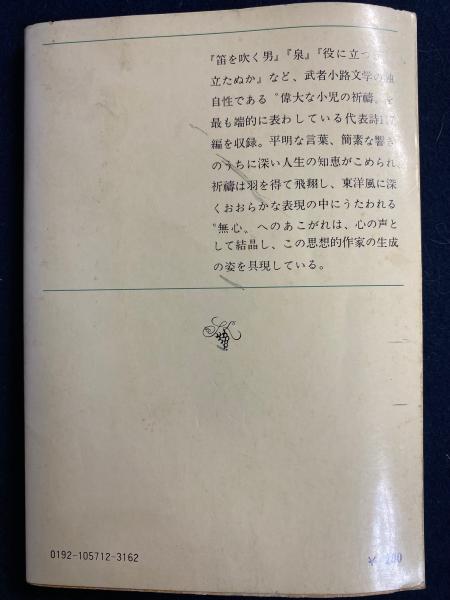 『笛を吹く男』『泉』『役に立つ
立たぬか』など、武者小路文学の独
自性である〝偉大な小児の祈禱〟を
最も端的に表わしている代表詩
編を収録。平明な言葉、簡素な響き
のうちに深い人生の知恵がこめられ、
祈禱は羽を得て飛翔し、東洋風に深
くおおらかな表現の中にうたわれる
〝無心〟へのあこがれは、心の声と
して結晶し、この思想的作家の生成
の姿を具現している。
0192-105712-3162